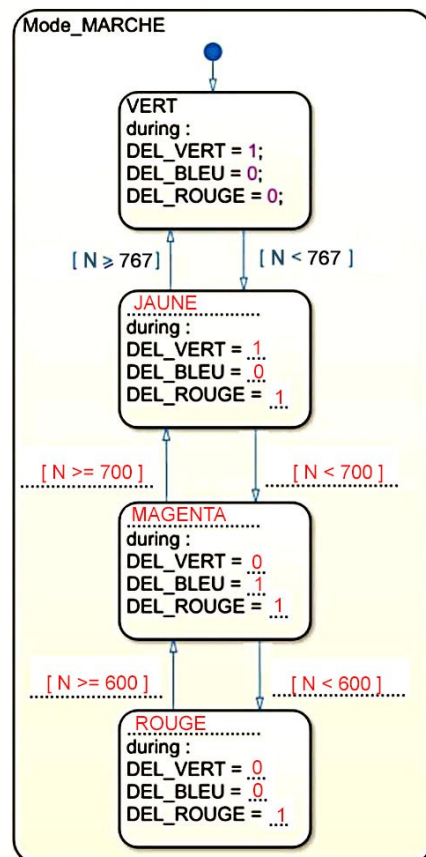 Mode_MARCHE
VERT
during :
DEL_VERT = 1;
DEL_BLEU = 0;
DEL_ROUGE = 0;
[ N ⩾ 767]
[ N < 767 ]
JAUNE
during :
DEL_VERT = 1
DEL_BLEU = 0
DEL_ROUGE = 1
[ N >= 700 ]
[ N < 700 ]
MAGENTA
during :
DEL_VERT = 0
DEL_BLEU = 1
DEL_ROUGE = 1
[ N >= 600 ]
[ N < 600 ]
ROUGE
during :
DEL_VERT = 0
DEL_BLEU = 0
DEL_ROUGE = 1